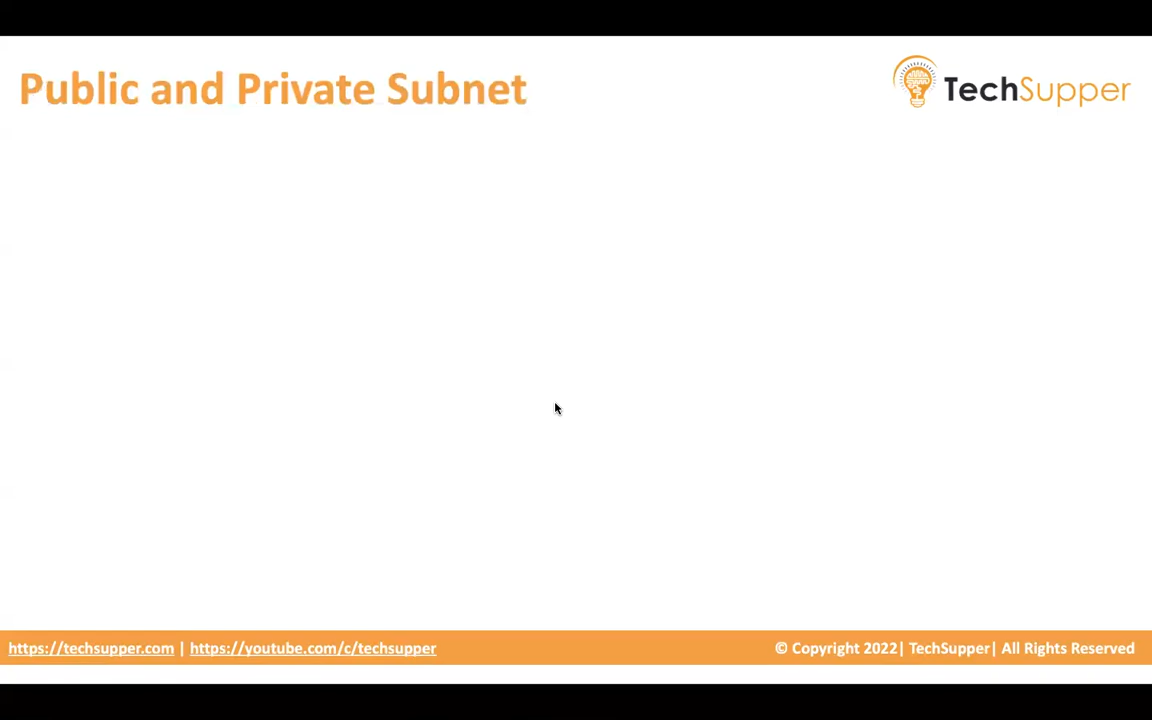 Public and Private Subnet
TechSupper
https://techsupper.com | https://youtube.com/c/techsupper
© Copyright 2022| TechSupper| All Rights Reserved